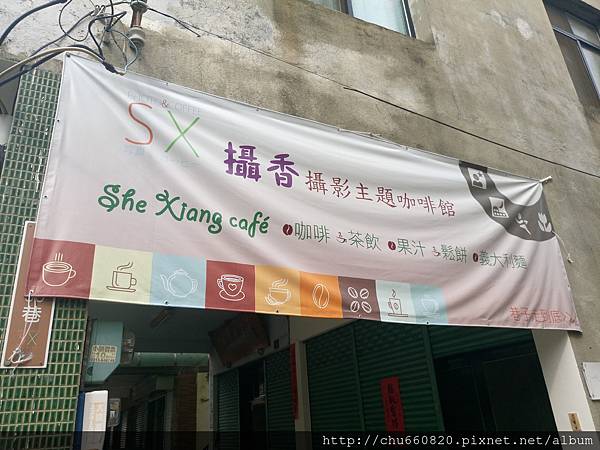 SX
攝香 攝影主題咖啡館
She Xiang café
咖啡 茶飲 果汁 鬆餅 義大利麵
巷
http://chu660820.pixnet.net/album